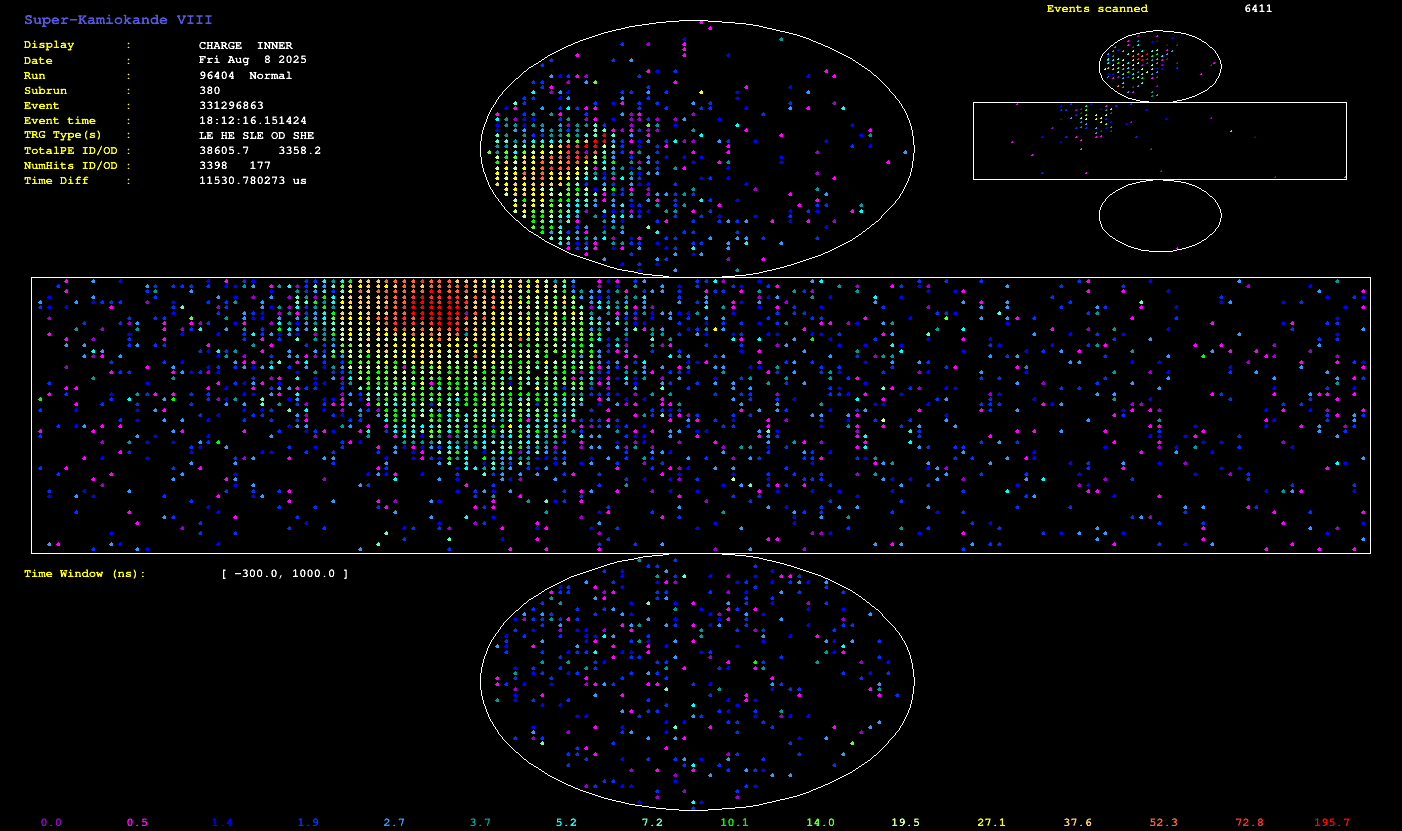 Super-Kamiokande VIII
Display : CHARGE INNER
Date : Fri Aug 8 2025
Run : 96404 Normal
Subrun : 380
Event : 331296863
Event time : 18:12:16.151424
TRG Type(s) : LE HE SLE OD SHE
TotalPE ID/OD : 38605.7 3358.2
NumHits ID/OD : 3398 177
Time Diff : 11530.780273 us
Events scanned 6411
Time Window (ns): [ -300.0, 1000.0 ]
0.0 0.5 1.4 1.9 2.7 3.7 5.2 7.2 10.1 14.0 19.5 27.1 37.6 52.3 72.8 195.7